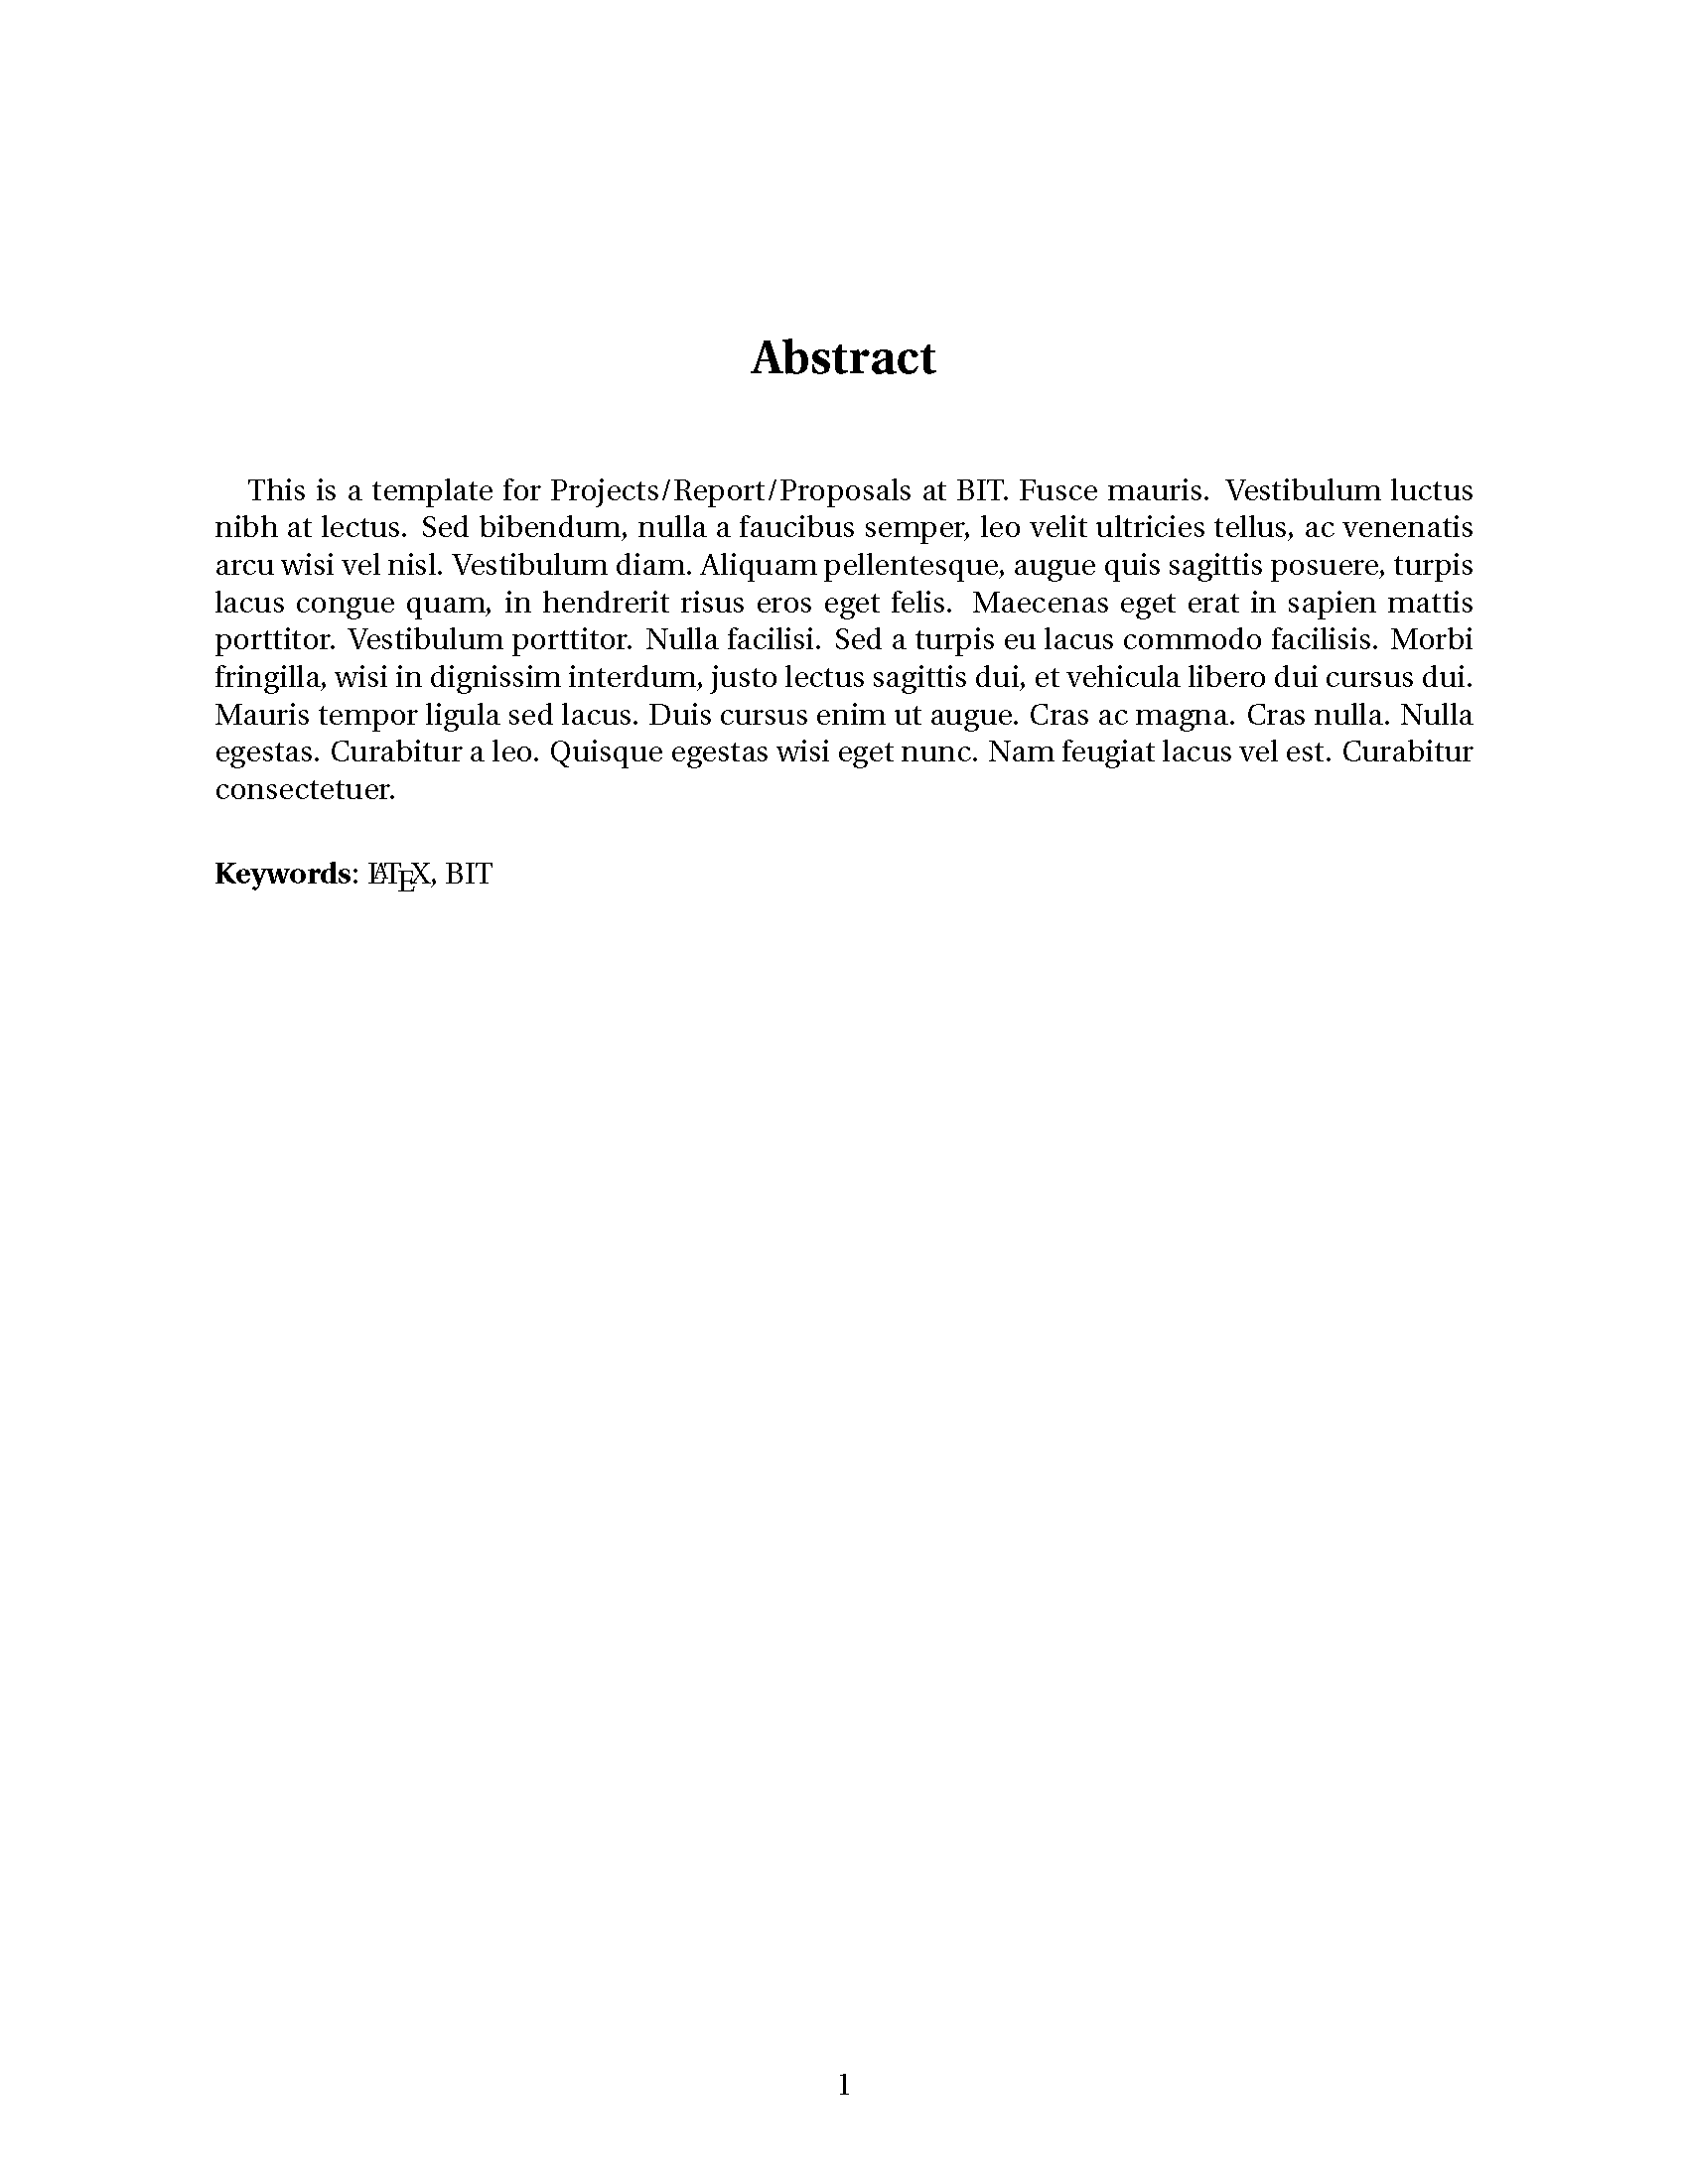 Abstract
This is a template for Projects/Report/Proposals at BIT. Fusce mauris. Vestibulum luctus
nibh at lectus. Sed bibendum, nulla a faucibus semper, leo velit ultricies tellus, ac venenatis
arcu wisi vel nisl. Vestibulum diam. Aliquam pellentesque, augue quis sagittis posuere, turpis
lacus congue quam, in hendrerit risus eros eget felis. Maecenas eget erat in sapien mattis
porttitor. Vestibulum porttitor. Nulla facilisi. Sed a turpis eu lacus commodo facilisis. Morbi
fringilla, wisi in dignissim interdum, justo lectus sagittis dui, et vehicula libero dui cursus dui.
Mauris tempor ligula sed lacus. Duis cursus enim ut augue. Cras ac magna. Cras nulla. Nulla
egestas. Curabitur a leo. Quisque egestas wisi eget nunc. Nam feugiat lacus vel est. Curabitur
consectetuer.
Keywords: LATEX, BIT
1